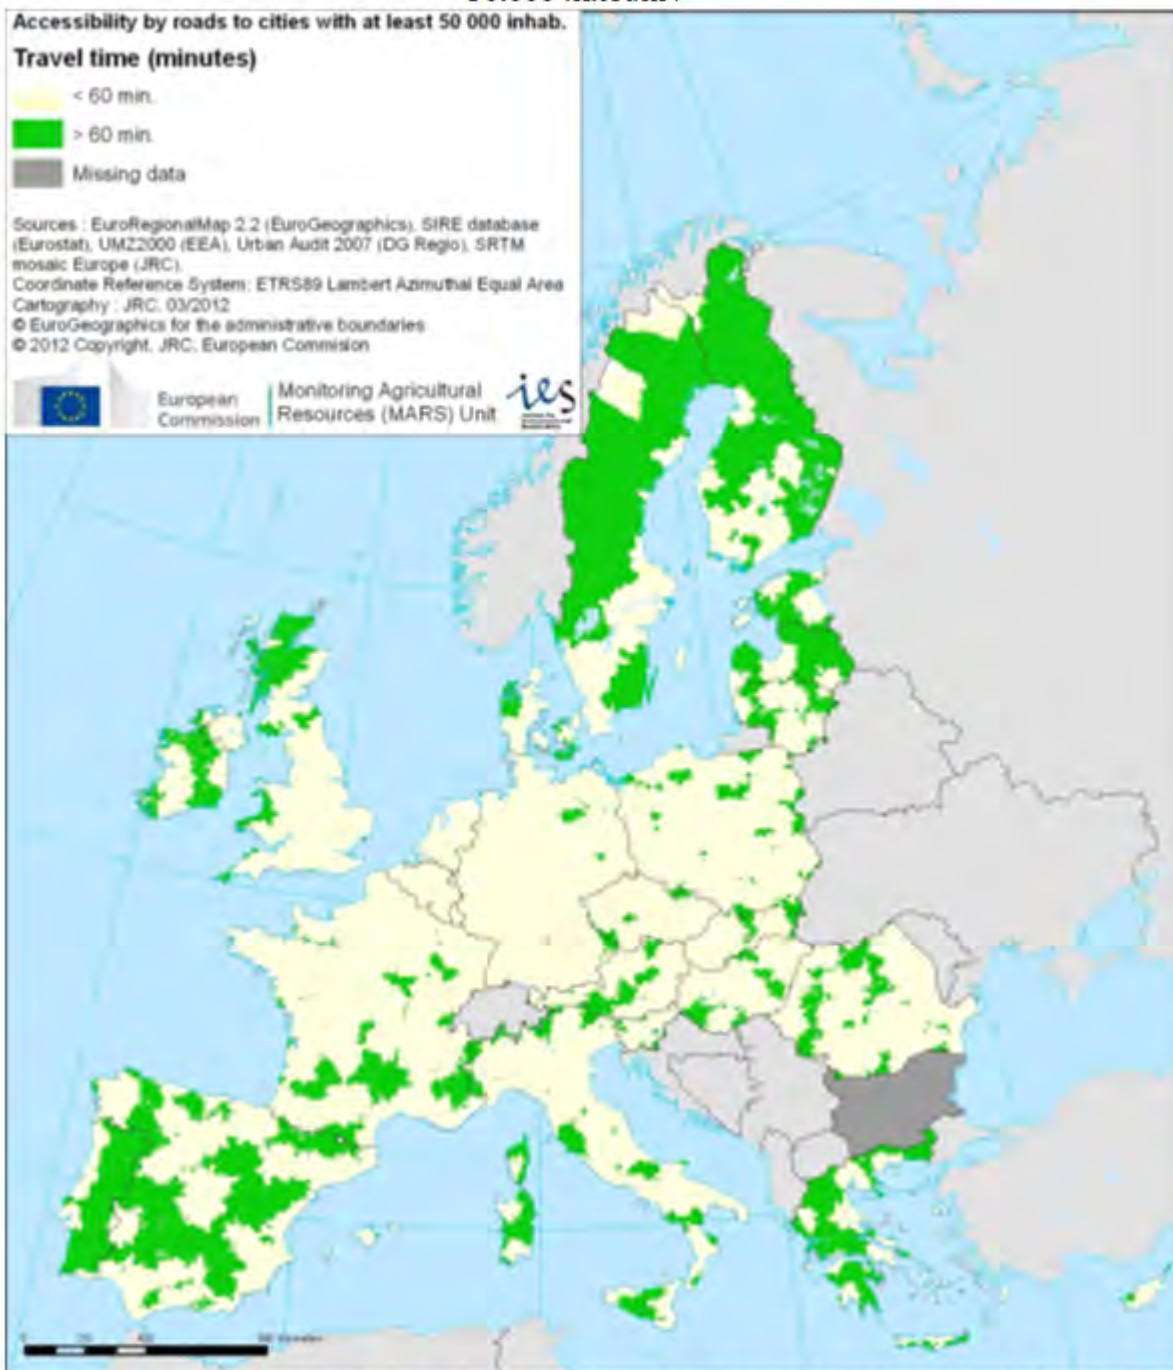 Accessibility by roads to cities with at least 50 000 inhab.
Travel time (minutes)
< 60 min.
> 60 min.
Missing data
Sources : EuroRegionalMap 2.2 (EuroGeographics), SIRE database
(Eurostat), UMZ2000 (EEA), Urban Audit 2007 (DG Regio), SRTM
mosaic Europe (JRC).
Coordinate Reference System: ETRS89 Lambert Azimuthal Equal Area
Cartography : JRC, 03/2012
© EuroGeographics for the administrative boundaries
© 2012 Copyright, JRC, European Commision
European
Commission
Monitoring Agricultural
Resources (MARS) Unit
ies
0